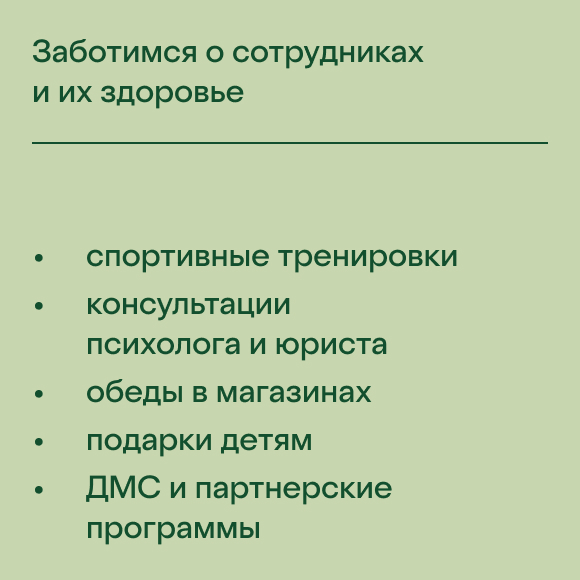 Заботимся о сотрудниках
и их здоровье
• спортивные тренировки
• консультации
психолога и юриста
• обеды в магазинах
• подарки детям
• ДМС и партнерские
программы